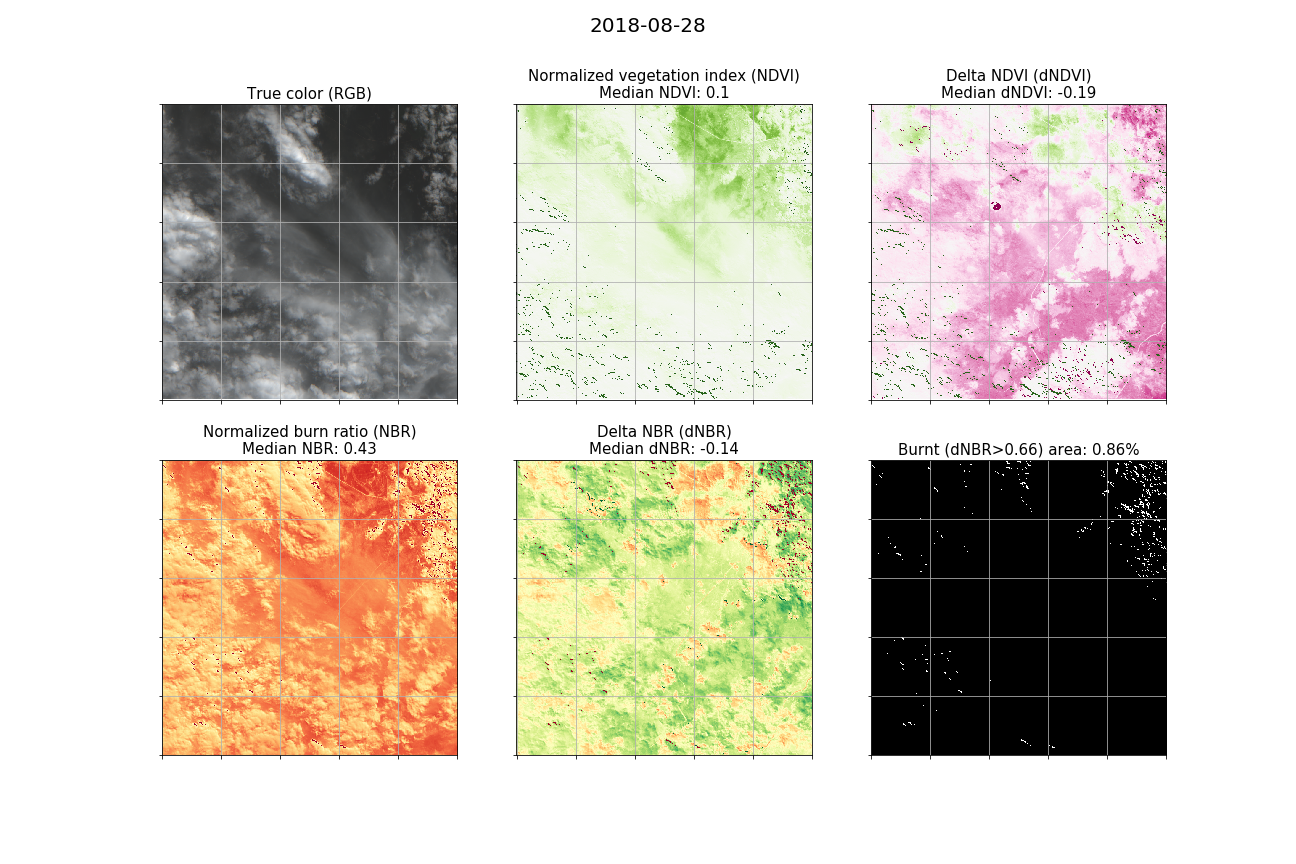 2018-08-28
True color (RGB)
Normalized vegetation index (NDVI)
Median NDVI: 0.1
Delta NDVI (dNDVI)
Median dNDVI: -0.19
Normalized burn ratio (NBR)
Median NBR: 0.43
Delta NBR (dNBR)
Median dNBR: -0.14
Burnt (dNBR>0.66) area: 0.86%